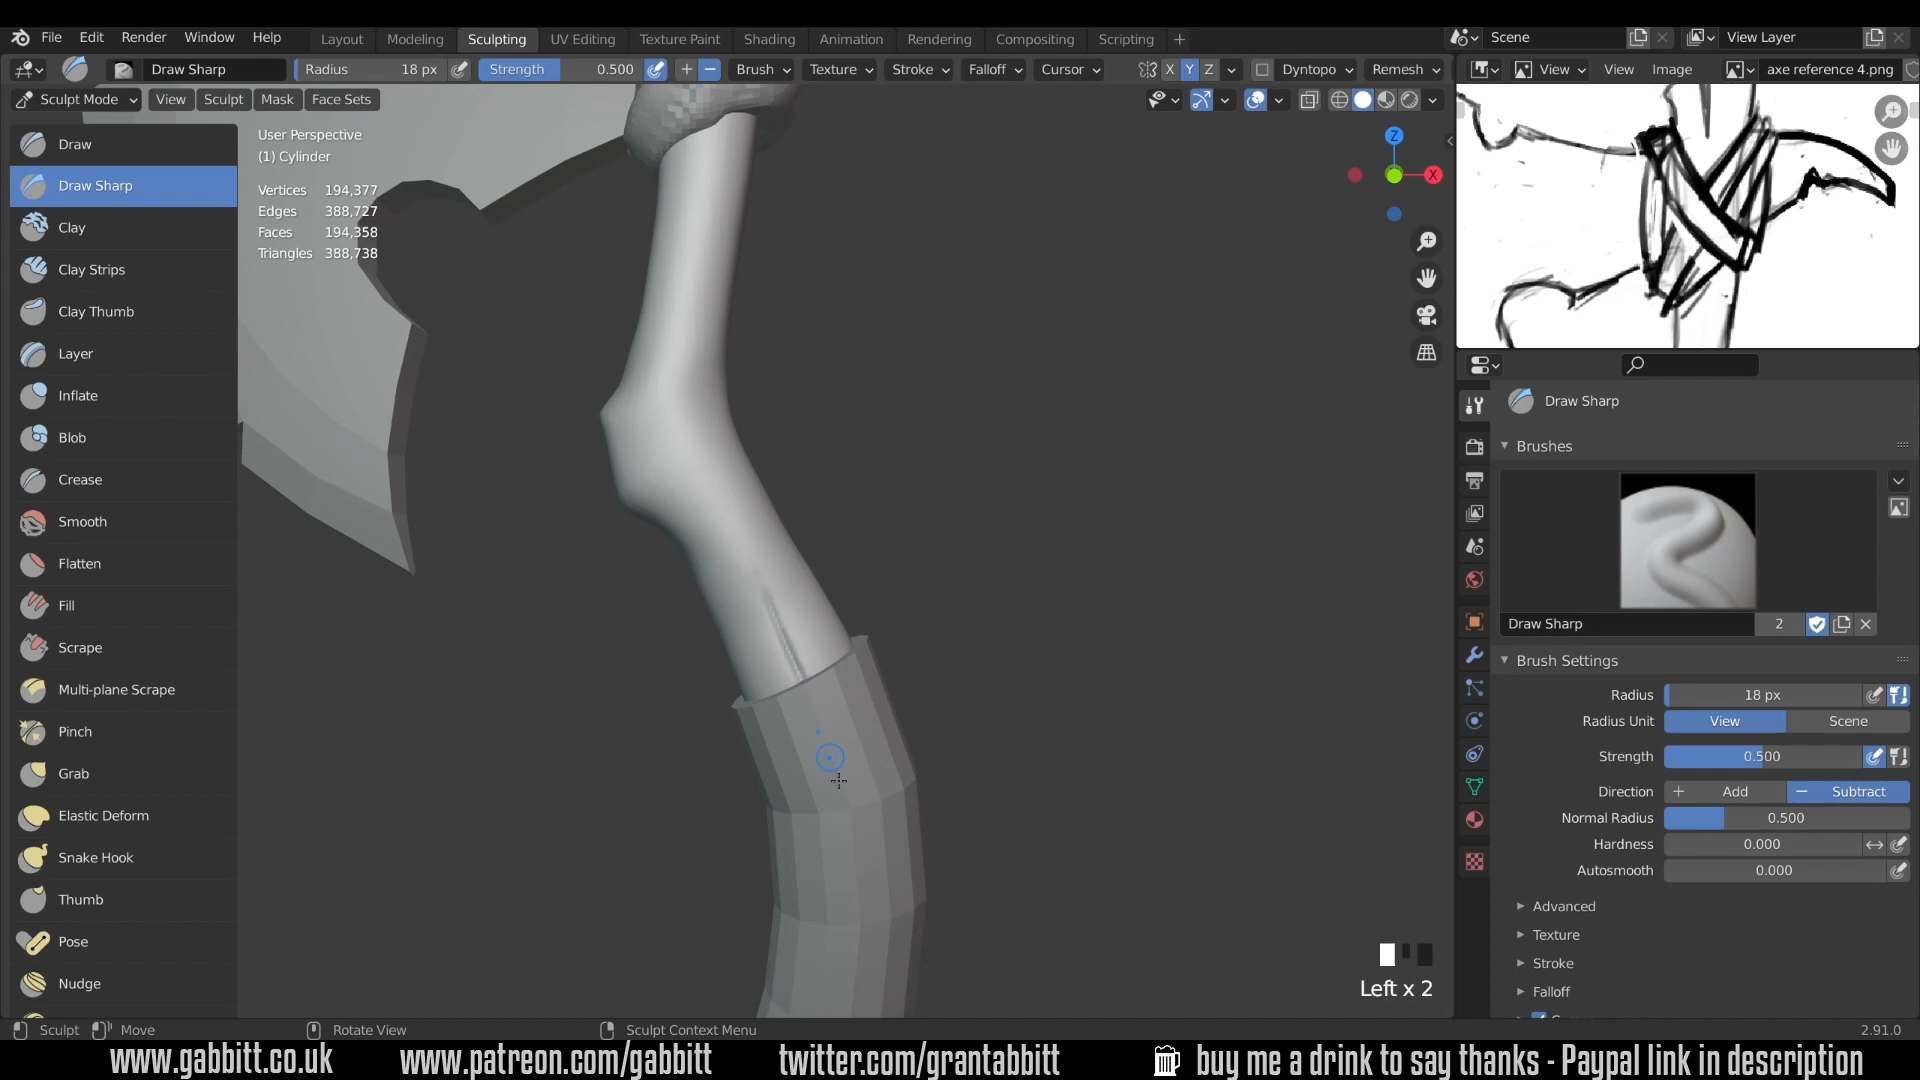 File Edit Render Window Help
Layout Modeling Sculpting UV Editing Texture Paint Shading Animation Rendering Compositing Scripting +
Scene
View Layer
Draw Sharp
Radius 18 px
Strength 0.500
Brush Texture Stroke Falloff Cursor
X Y Z
Dyntopo Remesh
View View Image
axe reference 4.png
Sculpt Mode View Sculpt Mask Face Sets
Draw
Draw Sharp
Clay
Clay Strips
Clay Thumb
Layer
Inflate
Blob
Crease
Smooth
Flatten
Fill
Scrape
Multi-plane Scrape
Pinch
Grab
Elastic Deform
Snake Hook
Thumb
Pose
Nudge
User Perspective
(1) Cylinder
Vertices 194,377
Edges 388,727
Faces 194,358
Triangles 388,738
Z
X
Left x 2
Draw Sharp
Brushes
Draw Sharp 2
Brush Settings
Radius 18 px
Radius Unit View Scene
Strength 0.500
Direction + Add − Subtract
Normal Radius 0.500
Hardness 0.000
Autosmooth 0.000
Advanced
Texture
Stroke
Falloff
Sculpt Move Rotate View Sculpt Context Menu 2.91.0
www.gabbitt.co.uk www.patreon.com/gabbitt twitter.com/grantabbitt buy me a drink to say thanks - Paypal link in description